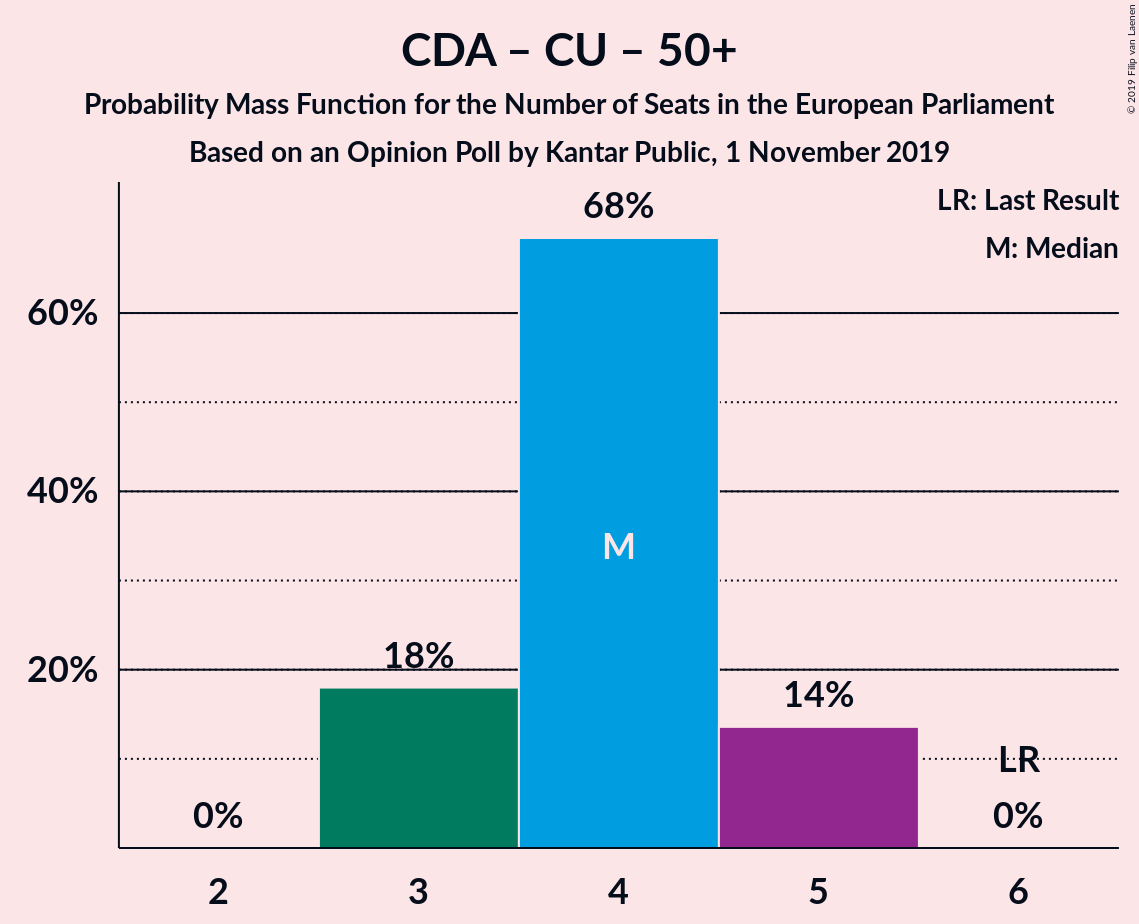 CDA – CU – 50+
Probability Mass Function for the Number of Seats in the European Parliament
Based on an Opinion Poll by Kantar Public, 1 November 2019
© 2019 Filip van Laenen
LR: Last Result
M: Median
68%
60%
40%
M
20%
18%
14%
LR
0%
0%
2 3 4 5 6